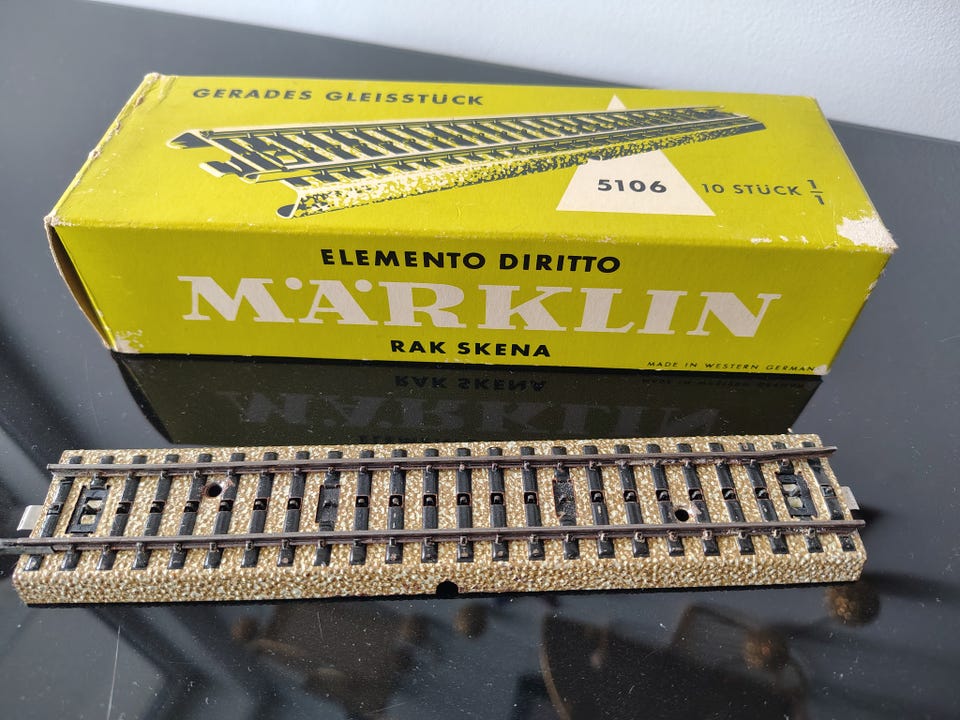 GERADES GLEISSTÜCK
5106
10 STÜCK 1/1
ELEMENTO DIRITTO
MÄRKLIN
RAK SKENA
MADE IN WESTERN GERMAN